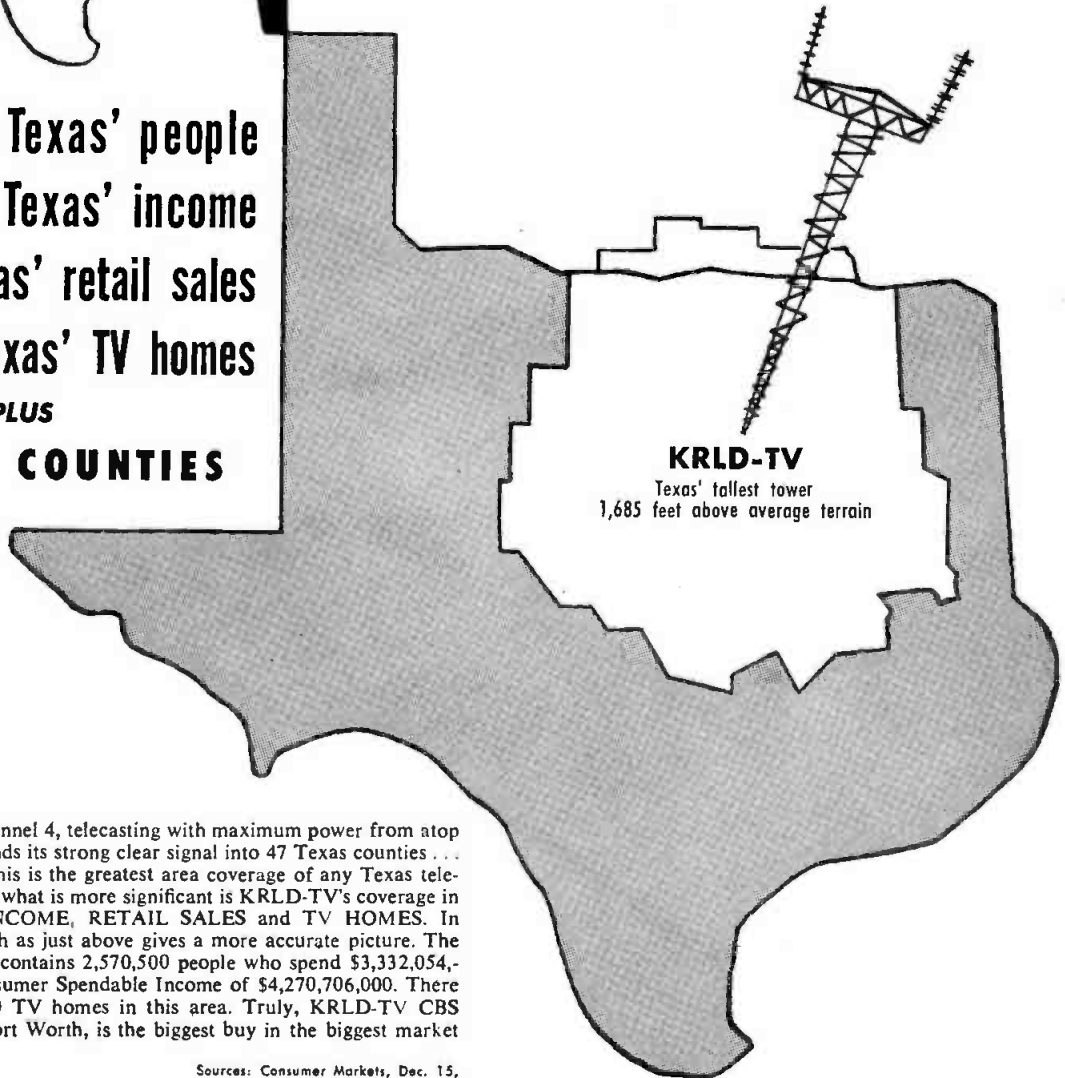 Texas' people
Texas' income
as' retail sales
xas' TV homes
PLUS
COUNTIES
KRLD-TV
Texas' tallest tower
1,685 feet above average terrain
nnel 4, telecasting with maximum power from atop
ds its strong clear signal into 47 Texas counties . . .
his is the greatest area coverage of any Texas tele-
what is more significant is KRLD-TV's coverage in
NCOME, RETAIL SALES and TV HOMES. In
h as just above gives a more accurate picture. The
contains 2,570,500 people who spend $3,332,054,-
sumer Spendable Income of $4,270,706,000. There
TV homes in this area. Truly, KRLD-TV CBS
ort Worth, is the biggest buy in the biggest market
Sources: Consumer Markets, Dec. 15,